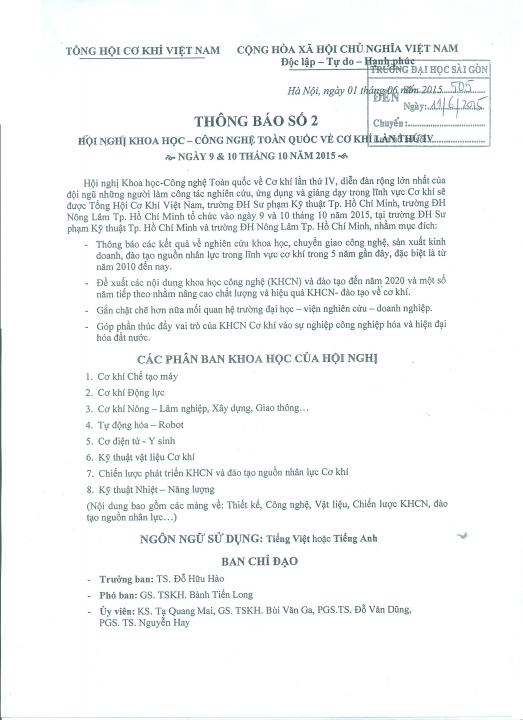 TỔNG HỘI CƠ KHÍ VIỆT NAM CỘNG HÒA XÃ HỘI CHỦ NGHĨA VIỆT NAM
Độc lập – Tự do – Hạnh phúc
TRƯỜNG ĐẠI HỌC SÀI GÒN
Hà Nội, ngày 01 tháng 06 năm 2015
Số: 505
ĐẾN
Ngày: 11/6/2015
Chuyển:
THÔNG BÁO SỐ 2
HỘI NGHỊ KHOA HỌC – CÔNG NGHỆ TOÀN QUỐC VỀ CƠ KHÍ LẦN THỨ IV
NGÀY 9 & 10 THÁNG 10 NĂM 2015
Hội nghị Khoa học-Công nghệ Toàn quốc về Cơ khí lần thứ IV, diễn đàn rộng lớn nhất của
đội ngũ những người làm công tác nghiên cứu, ứng dụng và giảng dạy trong lĩnh vực Cơ khí sẽ
được Tổng Hội Cơ Khí Việt Nam, trường ĐH Sư phạm Kỹ thuật Tp. Hồ Chí Minh, trường ĐH
Nông Lâm Tp. Hồ Chí Minh tổ chức vào ngày 9 và 10 tháng 10 năm 2015, tại trường ĐH Sư
phạm Kỹ thuật Tp. Hồ Chí Minh và trường ĐH Nông Lâm Tp. Hồ Chí Minh, nhằm mục đích:
- Thông báo các kết quả về nghiên cứu khoa học, chuyển giao công nghệ, sản xuất kinh
doanh, đào tạo nguồn nhân lực trong lĩnh vực cơ khí trong 5 năm gần đây, đặc biệt là từ
năm 2010 đến nay.
- Đề xuất các nội dung khoa học công nghệ (KHCN) và đào tạo đến năm 2020 và một số
năm tiếp theo nhằm nâng cao chất lượng và hiệu quả KHCN- đào tạo về cơ khí.
- Gắn chặt chẽ hơn nữa mối quan hệ trường đại học – viện nghiên cứu – doanh nghiệp.
- Góp phần thúc đẩy vai trò của KHCN Cơ khí vào sự nghiệp công nghiệp hóa và hiện đại
hóa đất nước.
CÁC PHÂN BAN KHOA HỌC CỦA HỘI NGHỊ
1. Cơ khí Chế tạo máy
2. Cơ khí Động lực
3. Cơ khí Nông – Lâm nghiệp, Xây dựng, Giao thông…
4. Tự động hóa – Robot
5. Cơ điện tử - Y sinh
6. Kỹ thuật vật liệu Cơ khí
7. Chiến lược phát triển KHCN và đào tạo nguồn nhân lực Cơ khí
8. Kỹ thuật Nhiệt – Năng lượng
(Nội dung bao gồm các mảng về: Thiết kế, Công nghệ, Vật liệu, Chiến lược KHCN, đào
tạo nguồn nhân lực…)
NGÔN NGỮ SỬ DỤNG: Tiếng Việt hoặc Tiếng Anh
BAN CHỈ ĐẠO
- Trưởng ban: TS. Đỗ Hữu Hào
- Phó ban: GS. TSKH. Bành Tiến Long
- Ủy viên: KS. Tạ Quang Mai, GS. TSKH. Bùi Văn Ga, PGS.TS. Đỗ Văn Dũng,
PGS. TS. Nguyễn Hay